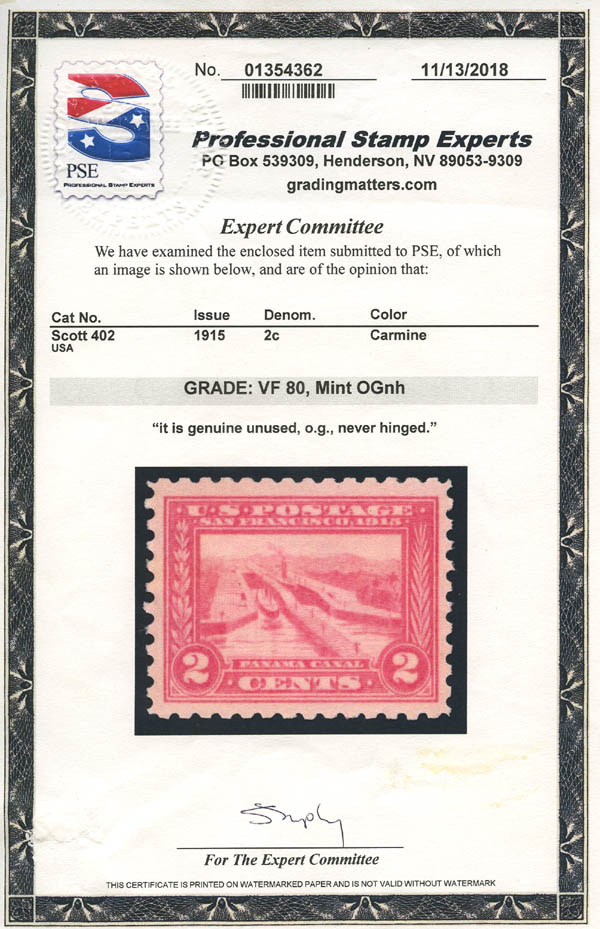 No. 01354362 11/13/2018
PSE
PROFESSIONAL STAMP EXPERTS
Professional Stamp Experts
PO Box 539309, Henderson, NV 89053-9309
gradingmatters.com
Expert Committee
We have examined the enclosed item submitted to PSE, of which
an image is shown below, and are of the opinion that:
Cat No. Issue Denom. Color
Scott 402 1915 2c Carmine
USA
GRADE: VF 80, Mint OGnh
“it is genuine unused, o.g., never hinged.”
U·S·POSTAGE
SAN FRANCISCO, 1915
PANAMA CANAL
2 CENTS 2
For The Expert Committee
THIS CERTIFICATE IS PRINTED ON WATERMARKED PAPER AND IS NOT VALID WITHOUT WATERMARK